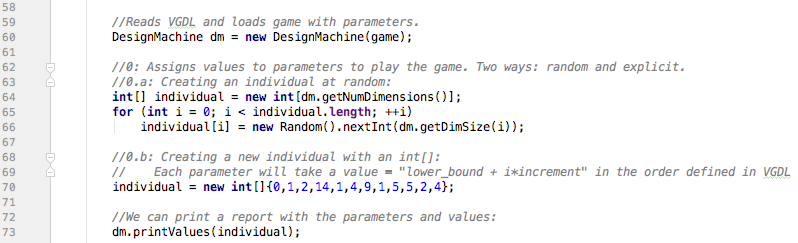 58
59 //Reads VGDL and loads game with parameters.
60 DesignMachine dm = new DesignMachine(game);
61
62 //0: Assigns values to parameters to play the game. Two ways: random and explicit.
63 //0.a: Creating an individual at random:
64 int[] individual = new int[dm.getNumDimensions()];
65 for (int i = 0; i < individual.length; ++i)
66 individual[i] = new Random().nextInt(dm.getDimSize(i));
67
68 //0.b: Creating a new individual with an int[]:
69 // Each parameter will take a value = "lower_bound + i*increment" in the order defined in VGDL
70 individual = new int[]{0,1,2,14,1,4,9,1,5,5,2,4};
71
72 //We can print a report with the parameters and values:
73 dm.printValues(individual);